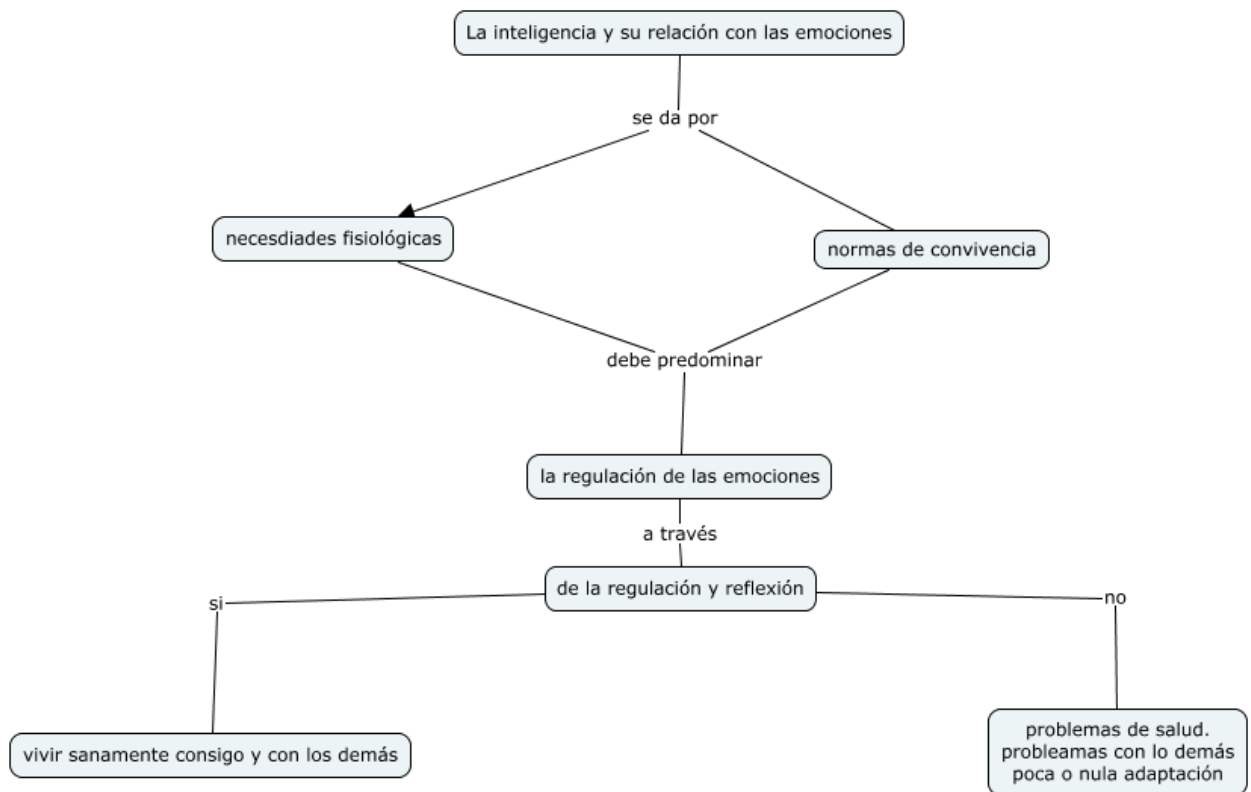 La inteligencia y su relación con las emociones
se da por
necesdiades fisiológicas
normas de convivencia
debe predominar
la regulación de las emociones
a través
de la regulación y reflexión
si
no
vivir sanamente consigo y con los demás
problemas de salud.
probleamas con lo demás
poca o nula adaptación